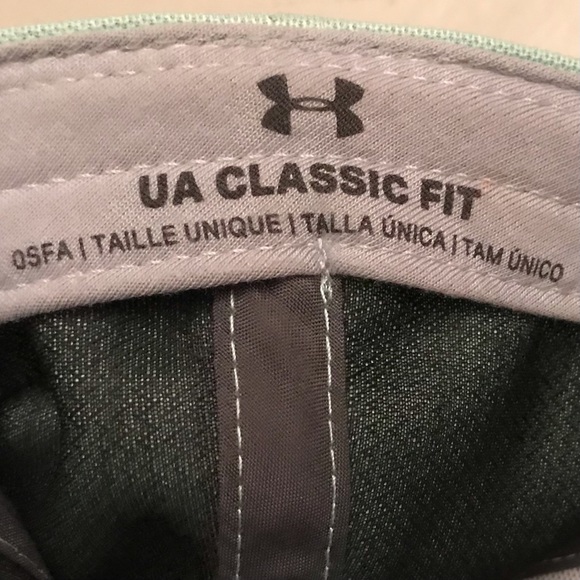 UA CLASSIC FIT
OSFA | TAILLE UNIQUE | TALLA ÚNICA | TAM ÚNICO